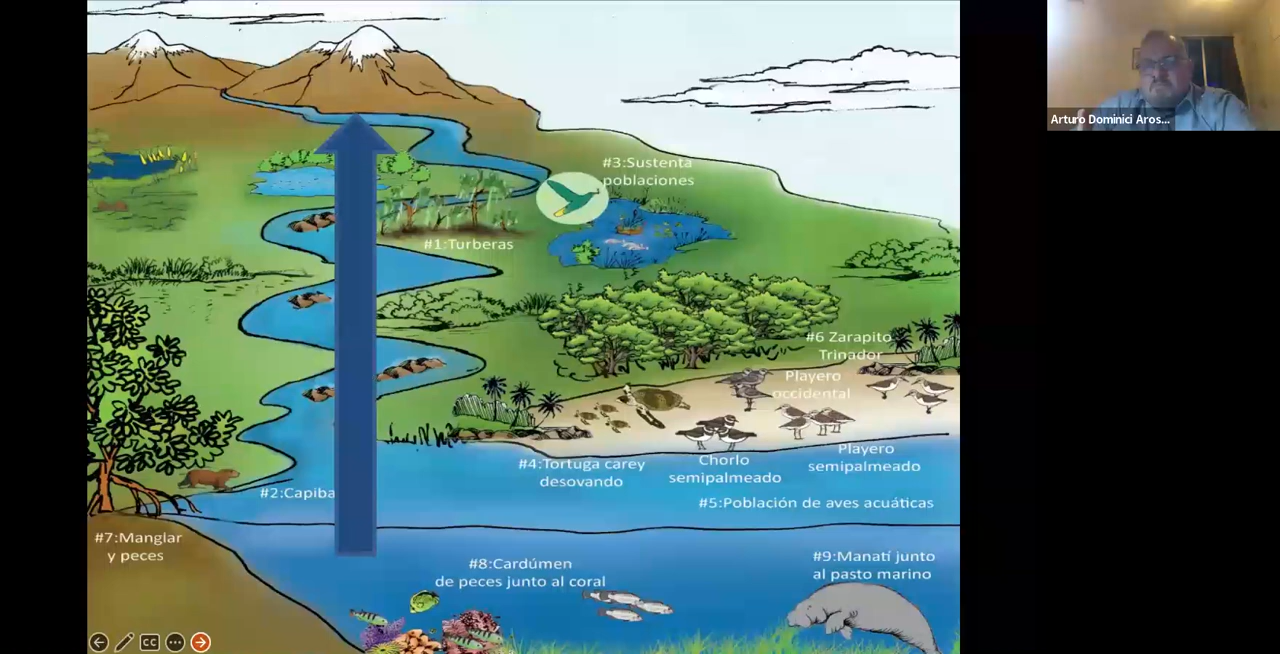 Arturo Dominici Aros...
#3:Sustenta
poblaciones
#1:Turberas
#6 Zarapito
Trinador
Playero
occidental
#4:Tortuga carey
desovando
Chorlo
semipalmeado
Playero
semipalmeado
#2:Capiba
#5:Población de aves acuáticas
#7:Manglar
y peces
#8:Cardúmen
de peces junto al coral
#9:Manatí junto
al pasto marino
CC